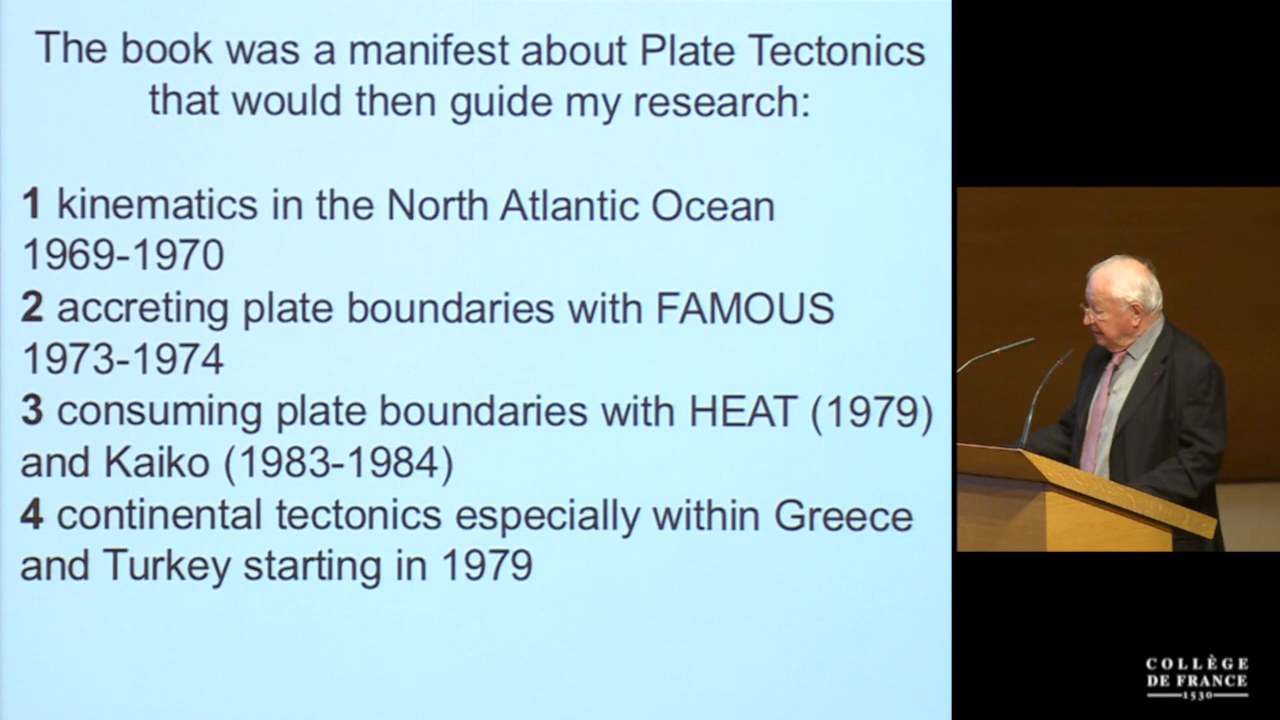 The book was a manifest about Plate Tectonics
that would then guide my research:
1 kinematics in the North Atlantic Ocean
1969-1970
2 accreting plate boundaries with FAMOUS
1973-1974
3 consuming plate boundaries with HEAT (1979)
and Kaiko (1983-1984)
4 continental tectonics especially within Greece
and Turkey starting in 1979
COLLÈGE
DE FRANCE
1530